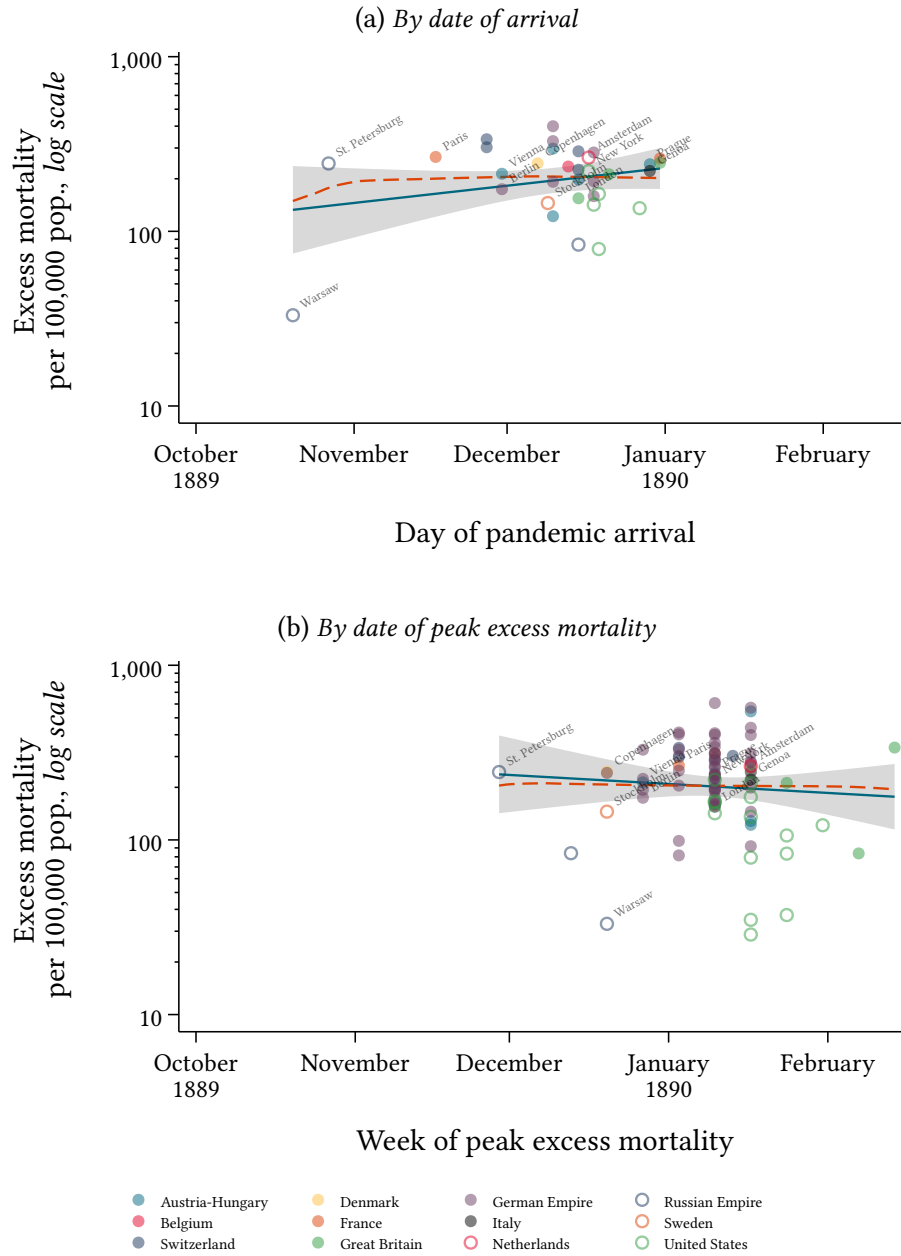 (a) By date of arrival
Excess mortality
per 100,000 pop., log scale
1,000
100
10
St. Petersburg
Paris
Vienna
Copenhagen
Amsterdam
New York
Prague
Genoa
Berlin
Stockholm
London
Warsaw
October
1889
November
December
January
1890
February
Day of pandemic arrival
(b) By date of peak excess mortality
Excess mortality
per 100,000 pop., log scale
1,000
100
10
St. Petersburg
Copenhagen
Vienna
Paris
Prague
New York
Amsterdam
Genoa
Stockholm
Berlin
London
Warsaw
October
1889
November
December
January
1890
February
Week of peak excess mortality
Austria-Hungary
Denmark
German Empire
Russian Empire
Belgium
France
Italy
Sweden
Switzerland
Great Britain
Netherlands
United States